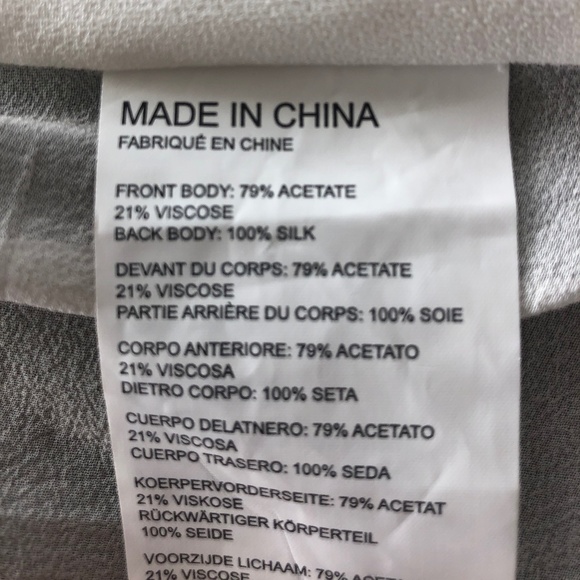 MADE IN CHINA
FABRIQUÉ EN CHINE
FRONT BODY: 79% ACETATE
21% VISCOSE
BACK BODY: 100% SILK
DEVANT DU CORPS: 79% ACETATE
21% VISCOSE
PARTIE ARRIÈRE DU CORPS: 100% SOIE
CORPO ANTERIORE: 79% ACETATO
21% VISCOSA
DIETRO CORPO: 100% SETA
CUERPO DELATNERO: 79% ACETATO
21% VISCOSA
CUERPO TRASERO: 100% SEDA
KOERPERVORDERSEITE: 79% ACETAT
21% VISKOSE
RÜCKWÄRTIGER KÖRPERTEIL
100% SEIDE
VOORZIJDE LICHAAM: 79% ACETAAT
21% VISCOSE